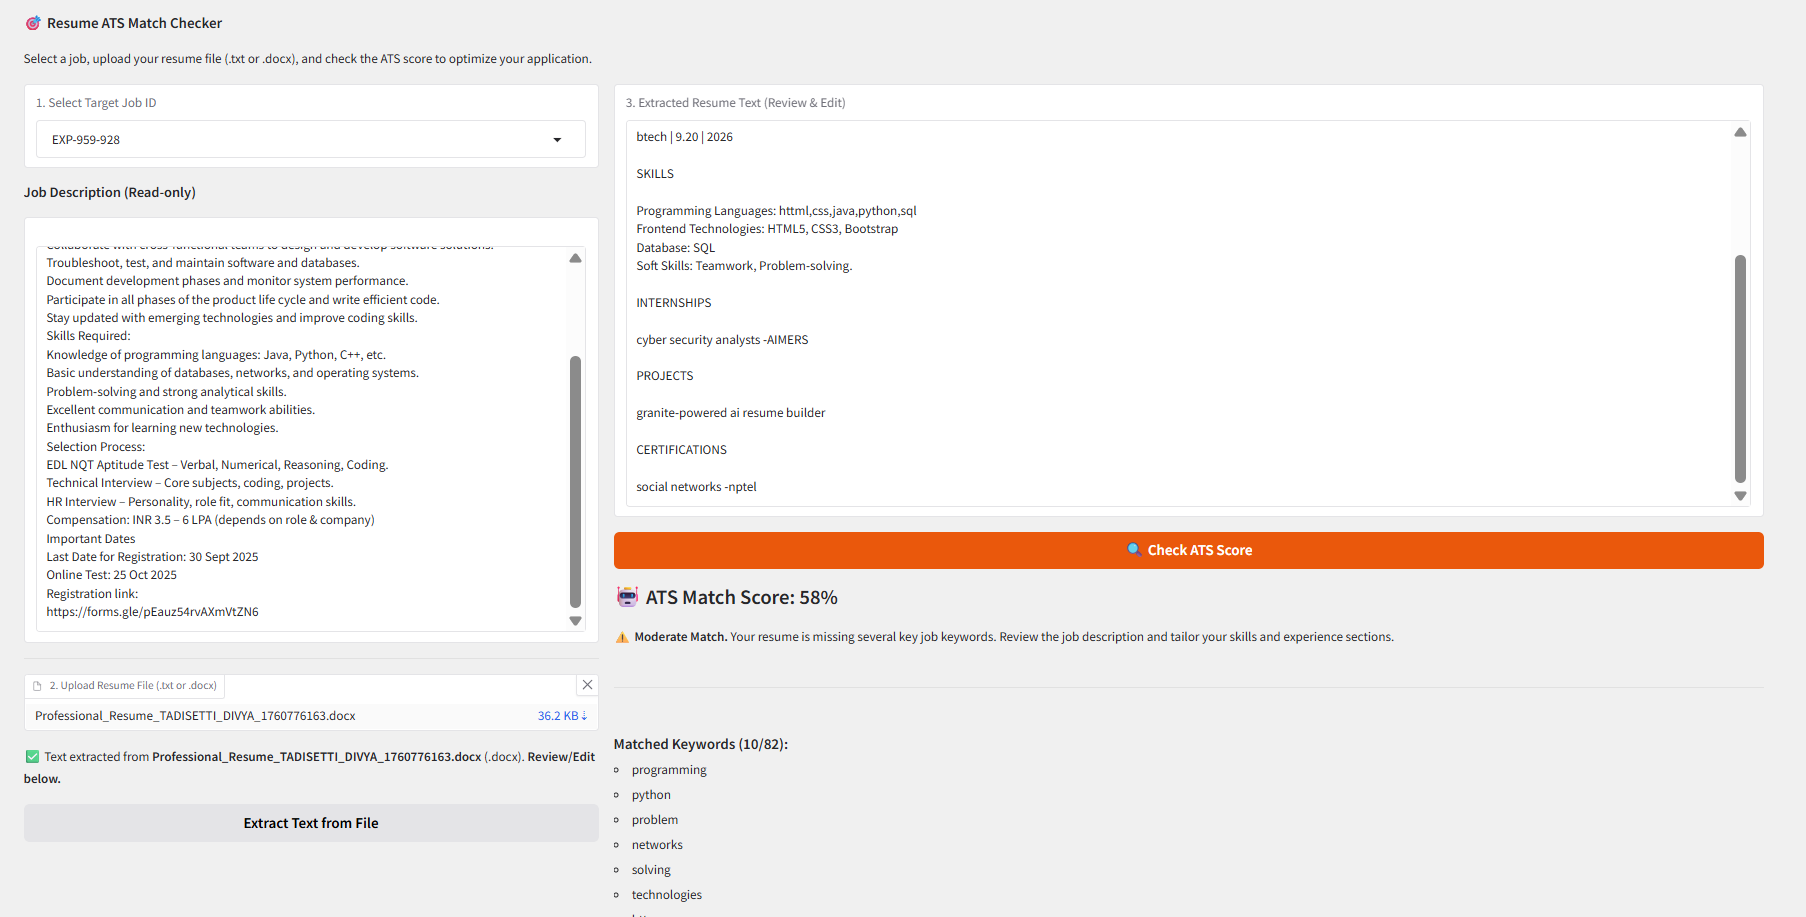 Resume ATS Match Checker
Select a job, upload your resume file (.txt or .docx), and check the ATS score to optimize your application.
1. Select Target Job ID
EXP-959-928
Job Description (Read-only)
Collaborate with cross-functional teams to design and develop software solutions.
Troubleshoot, test, and maintain software and databases.
Document development phases and monitor system performance.
Participate in all phases of the product life cycle and write efficient code.
Stay updated with emerging technologies and improve coding skills.
Skills Required:
Knowledge of programming languages: Java, Python, C++, etc.
Basic understanding of databases, networks, and operating systems.
Problem-solving and strong analytical skills.
Excellent communication and teamwork abilities.
Enthusiasm for learning new technologies.
Selection Process:
EDL NQT Aptitude Test – Verbal, Numerical, Reasoning, Coding.
Technical Interview – Core subjects, coding, projects.
HR Interview – Personality, role fit, communication skills.
Compensation: INR 3.5 – 6 LPA (depends on role & company)
Important Dates
Last Date for Registration: 30 Sept 2025
Online Test: 25 Oct 2025
Registration link:
https://forms.gle/pEauz54rvAXmVtZN6
2. Upload Resume File (.txt or .docx)
Professional_Resume_TADISETTI_DIVYA_1760776163.docx
36.2 KB ↓
Text extracted from Professional_Resume_TADISETTI_DIVYA_1760776163.docx (.docx). Review/Edit
below.
Extract Text from File
3. Extracted Resume Text (Review & Edit)
btech | 9.20 | 2026
SKILLS
Programming Languages: httml,css,java,python,sql
Frontend Technologies: HTML5, CSS3, Bootstrap
Database: SQL
Soft Skills: Teamwork, Problem-solving.
INTERNSHIPS
cyber security analysts -AIMERS
PROJECTS
granite-powered ai resume builder
CERTIFICATIONS
social networks -nptel
Check ATS Score
ATS Match Score: 58%
Moderate Match. Your resume is missing several key job keywords. Review the job description and tailor your skills and experience sections.
Matched Keywords (10/82):
programming
python
problem
networks
solving
technologies